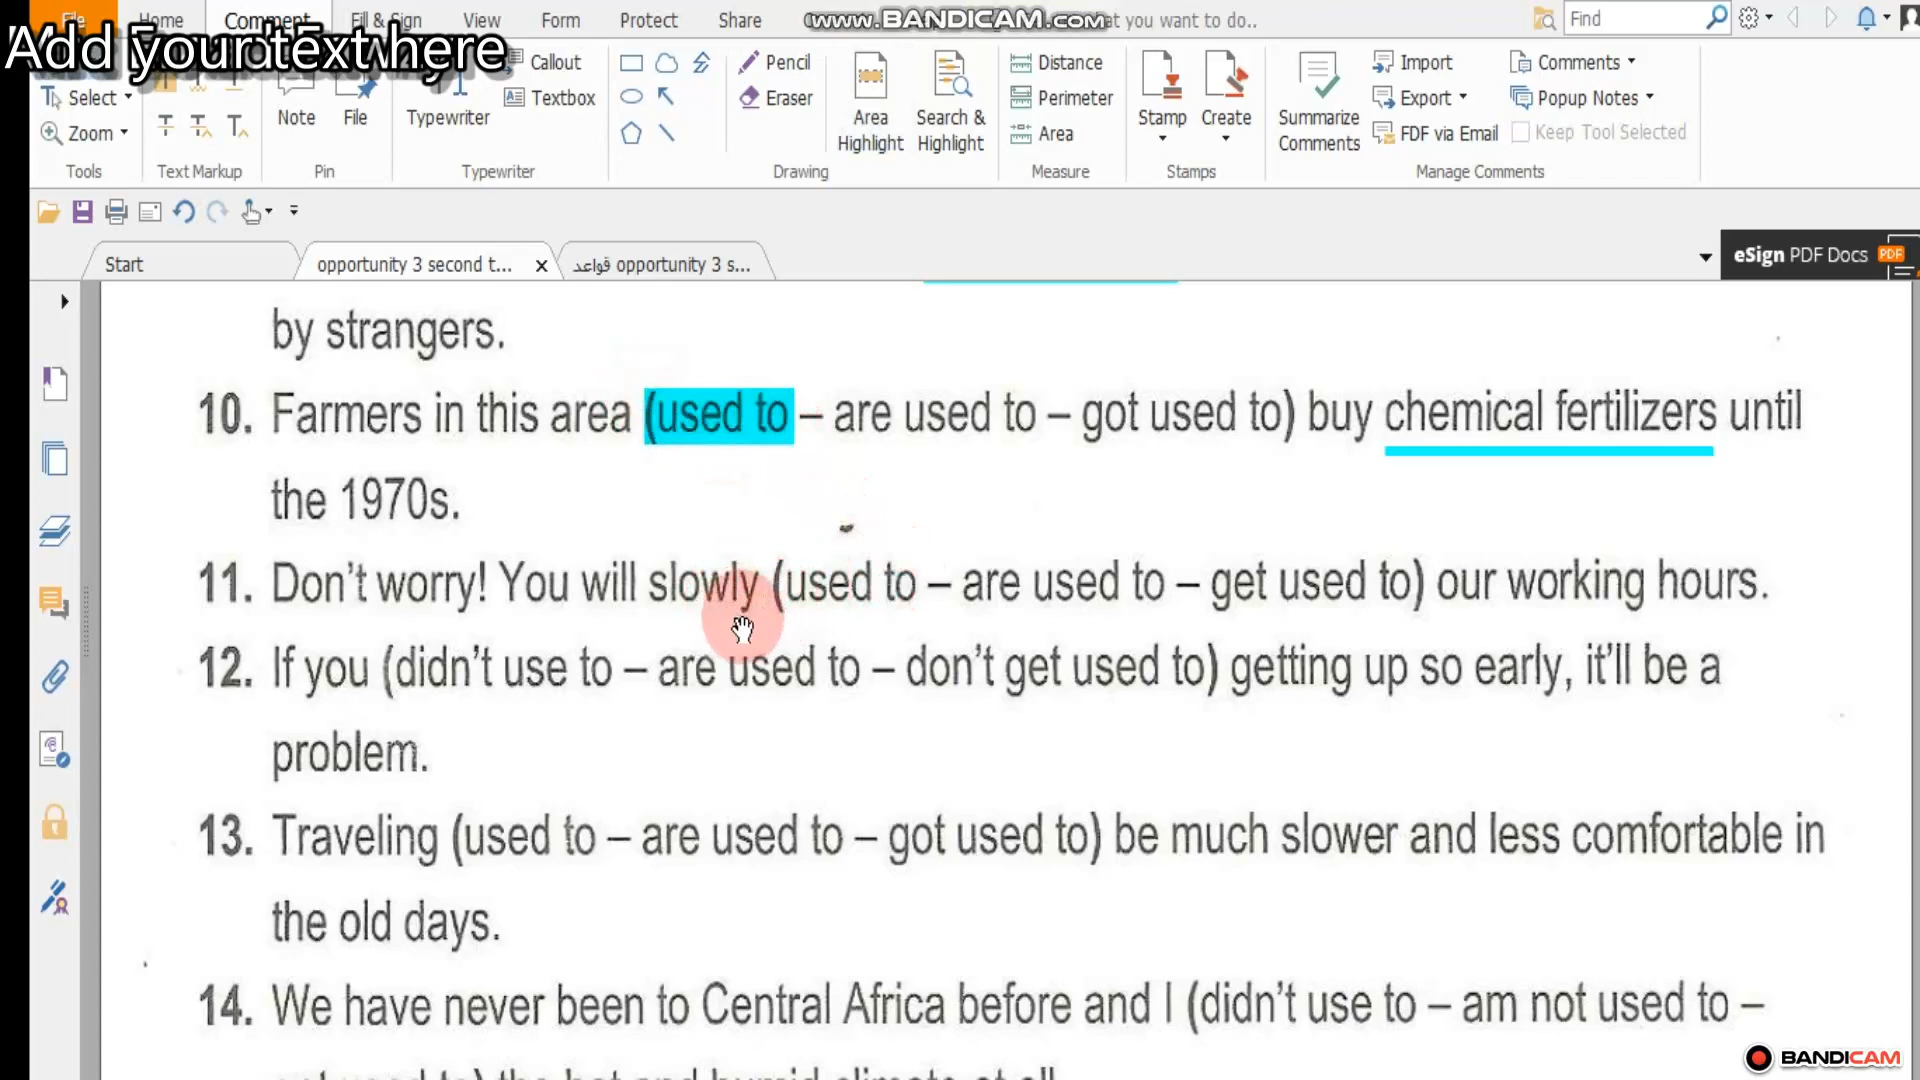 File Home Comment Fill & Sign View Form Protect Share www.BANDICAM.com hat you want to do.. Find
Add your text here
Select Note File Typewriter Callout Pencil Area Highlight Search & Highlight Distance Stamp Create Summarize Comments Import Comments
Textbox Eraser Perimeter Export Popup Notes
Zoom Area FDF via Email Keep Tool Selected
Tools Text Markup Pin Typewriter Drawing Measure Stamps Manage Comments
Start opportunity 3 second t... قواعد opportunity 3 s... eSign PDF Docs PDF
by strangers.
10. Farmers in this area (used to – are used to – got used to) buy chemical fertilizers until
the 1970s.
11. Don't worry! You will slowly (used to – are used to – get used to) our working hours.
12. If you (didn't use to – are used to – don't get used to) getting up so early, it'll be a
problem.
13. Traveling (used to – are used to – got used to) be much slower and less comfortable in
the old days.
14. We have never been to Central Africa before and I (didn't use to – am not used to –
BANDICAM